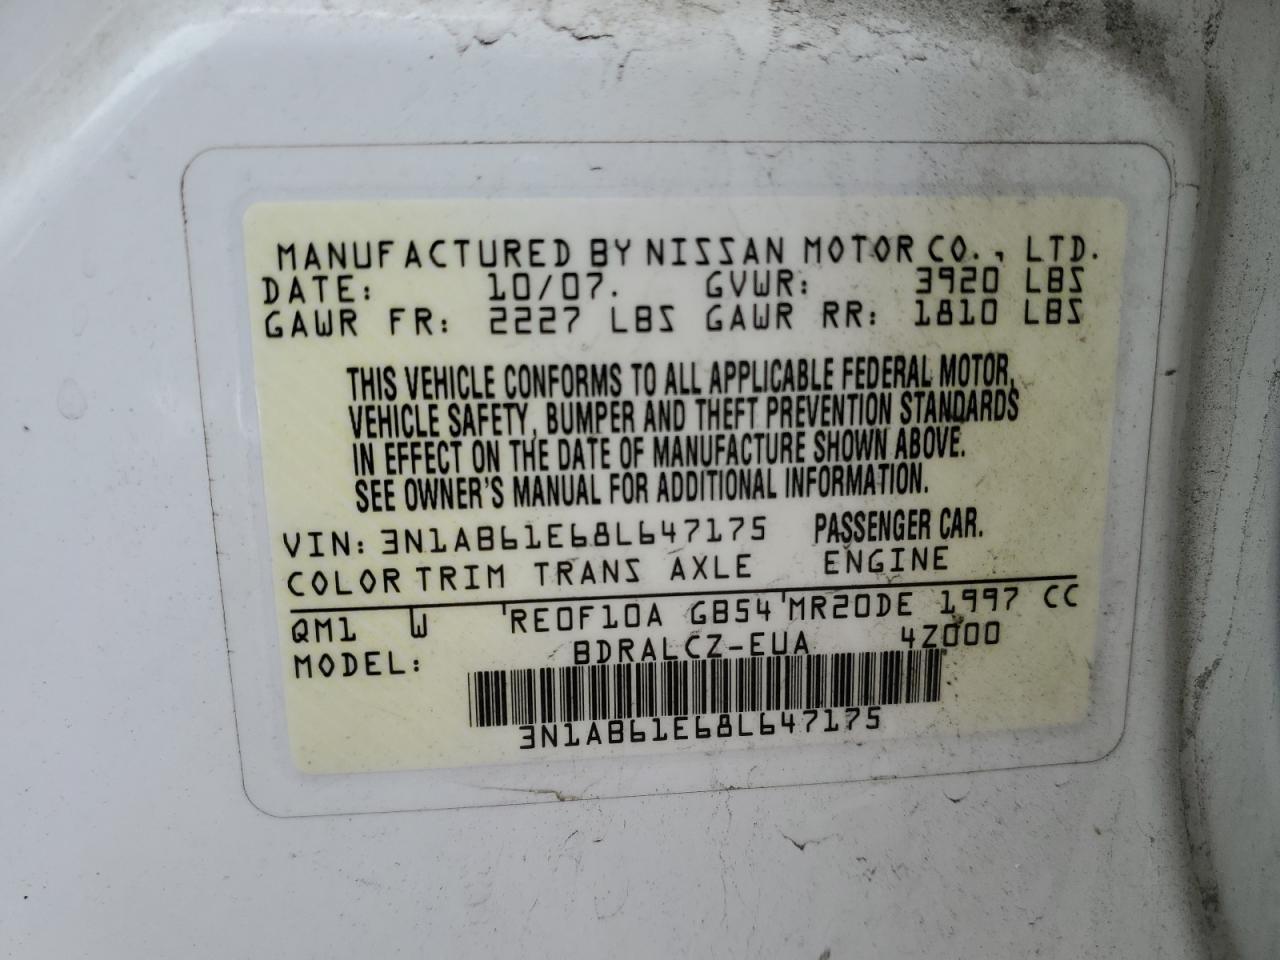 MANUFACTURED BY NISSAN MOTOR CO., LTD.
DATE: 10/07. GVWR: 3920 LBS
GAWR FR: 2227 LBS GAWR RR: 1810 LBS
THIS VEHICLE CONFORMS TO ALL APPLICABLE FEDERAL MOTOR,
VEHICLE SAFETY, BUMPER AND THEFT PREVENTION STANDARDS
IN EFFECT ON THE DATE OF MANUFACTURE SHOWN ABOVE.
SEE OWNER'S MANUAL FOR ADDITIONAL INFORMATION.
VIN: 3N1AB61E68L647175 PASSENGER CAR.
COLOR TRIM TRANS AXLE ENGINE
QM1 W 'RE0F10A GB54 'MR20DE 1997 CC
MODEL: BDRALCZ-EUA 4Z000
3N1AB61E68L647175